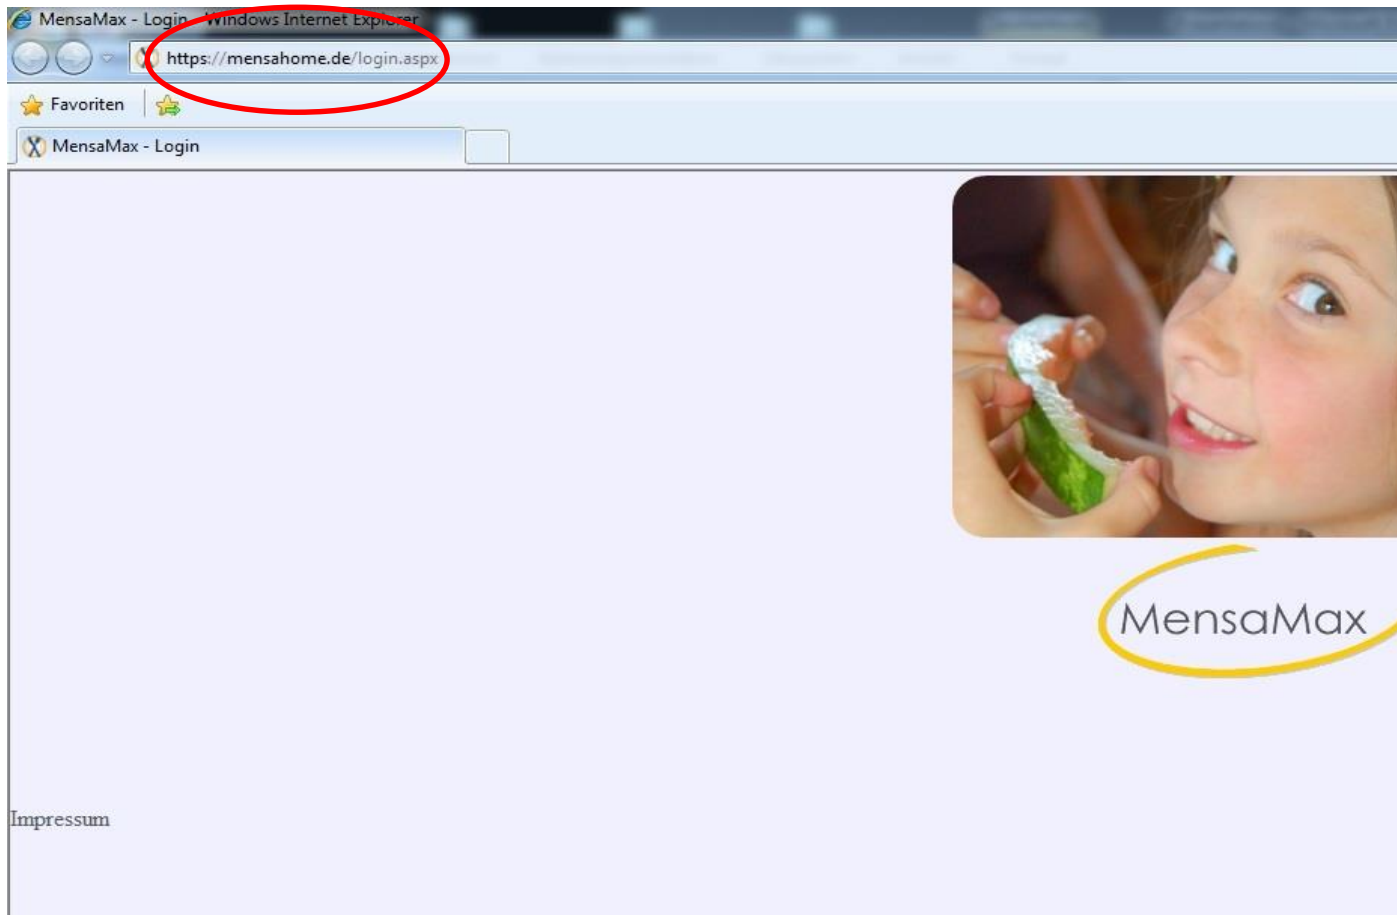 MensaMax - Login - Windows Internet Explorer
https://mensahome.de/login.aspx
Favoriten
MensaMax - Login
MensaMax
Impressum